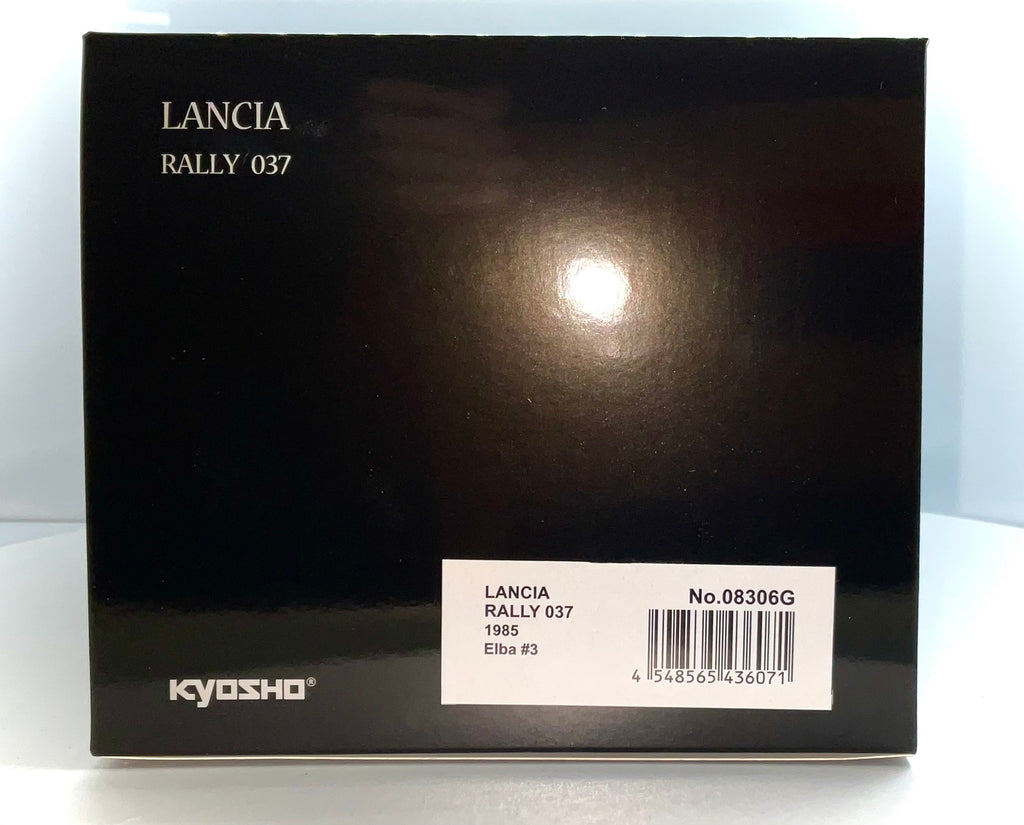 LANCIA
RALLY 037
LANCIA
RALLY 037
1985
Elba #3
No.08306G
4 548565 436071
KYOSHO®